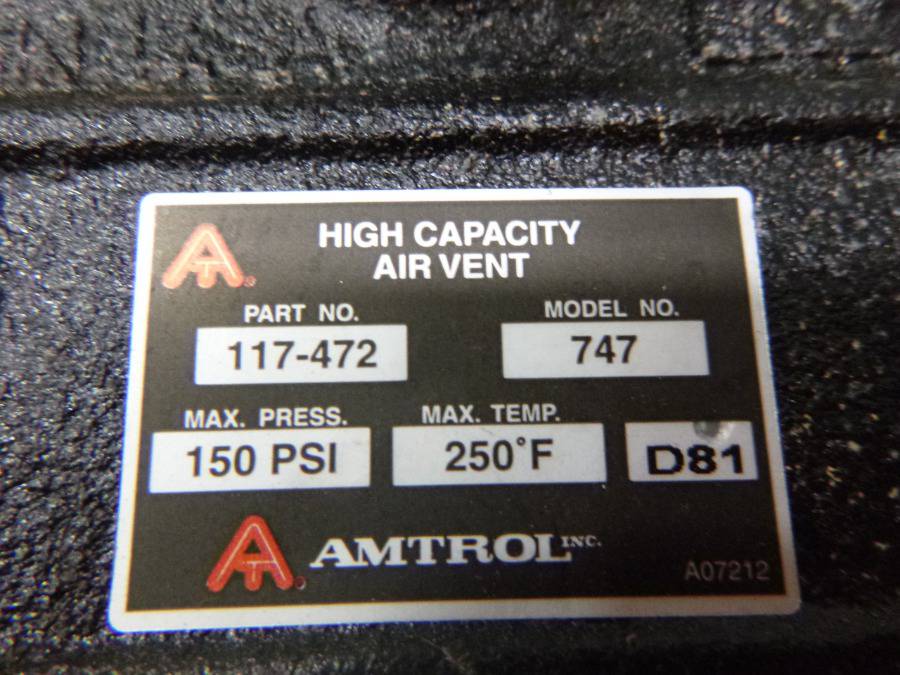 HIGH CAPACITY
AIR VENT
PART NO.
MODEL NO.
117-472
747
MAX. PRESS.
MAX. TEMP.
150 PSI
250°F
D81
AMTROL INC.
A07212